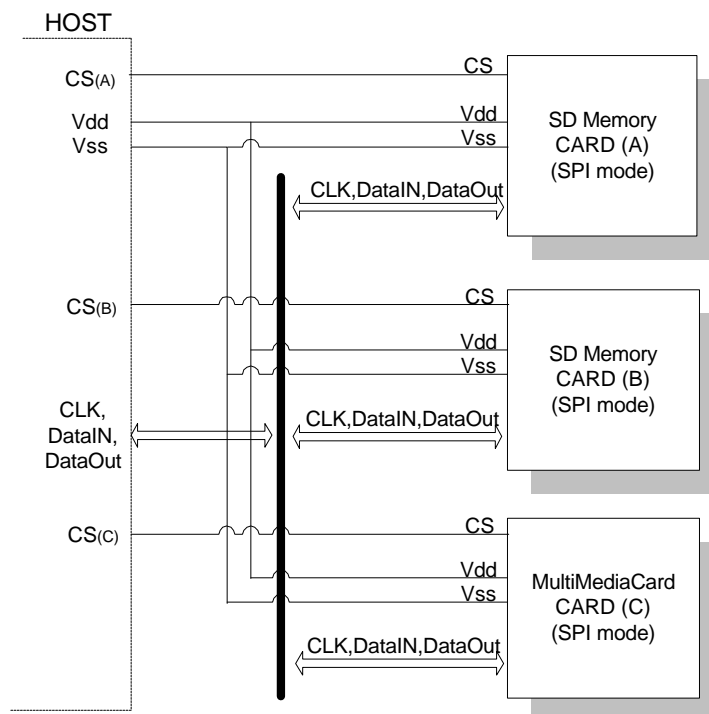 HOST
CS(A)
CS
Vdd
Vdd
Vss
Vss
SD Memory
CARD (A)
(SPI mode)
CLK,DataIN,DataOut
CS(B)
CS
Vdd
Vss
SD Memory
CARD (B)
(SPI mode)
CLK,
DataIN,
DataOut
CLK,DataIN,DataOut
CS(C)
CS
Vdd
Vss
MultiMediaCard
CARD (C)
(SPI mode)
CLK,DataIN,DataOut